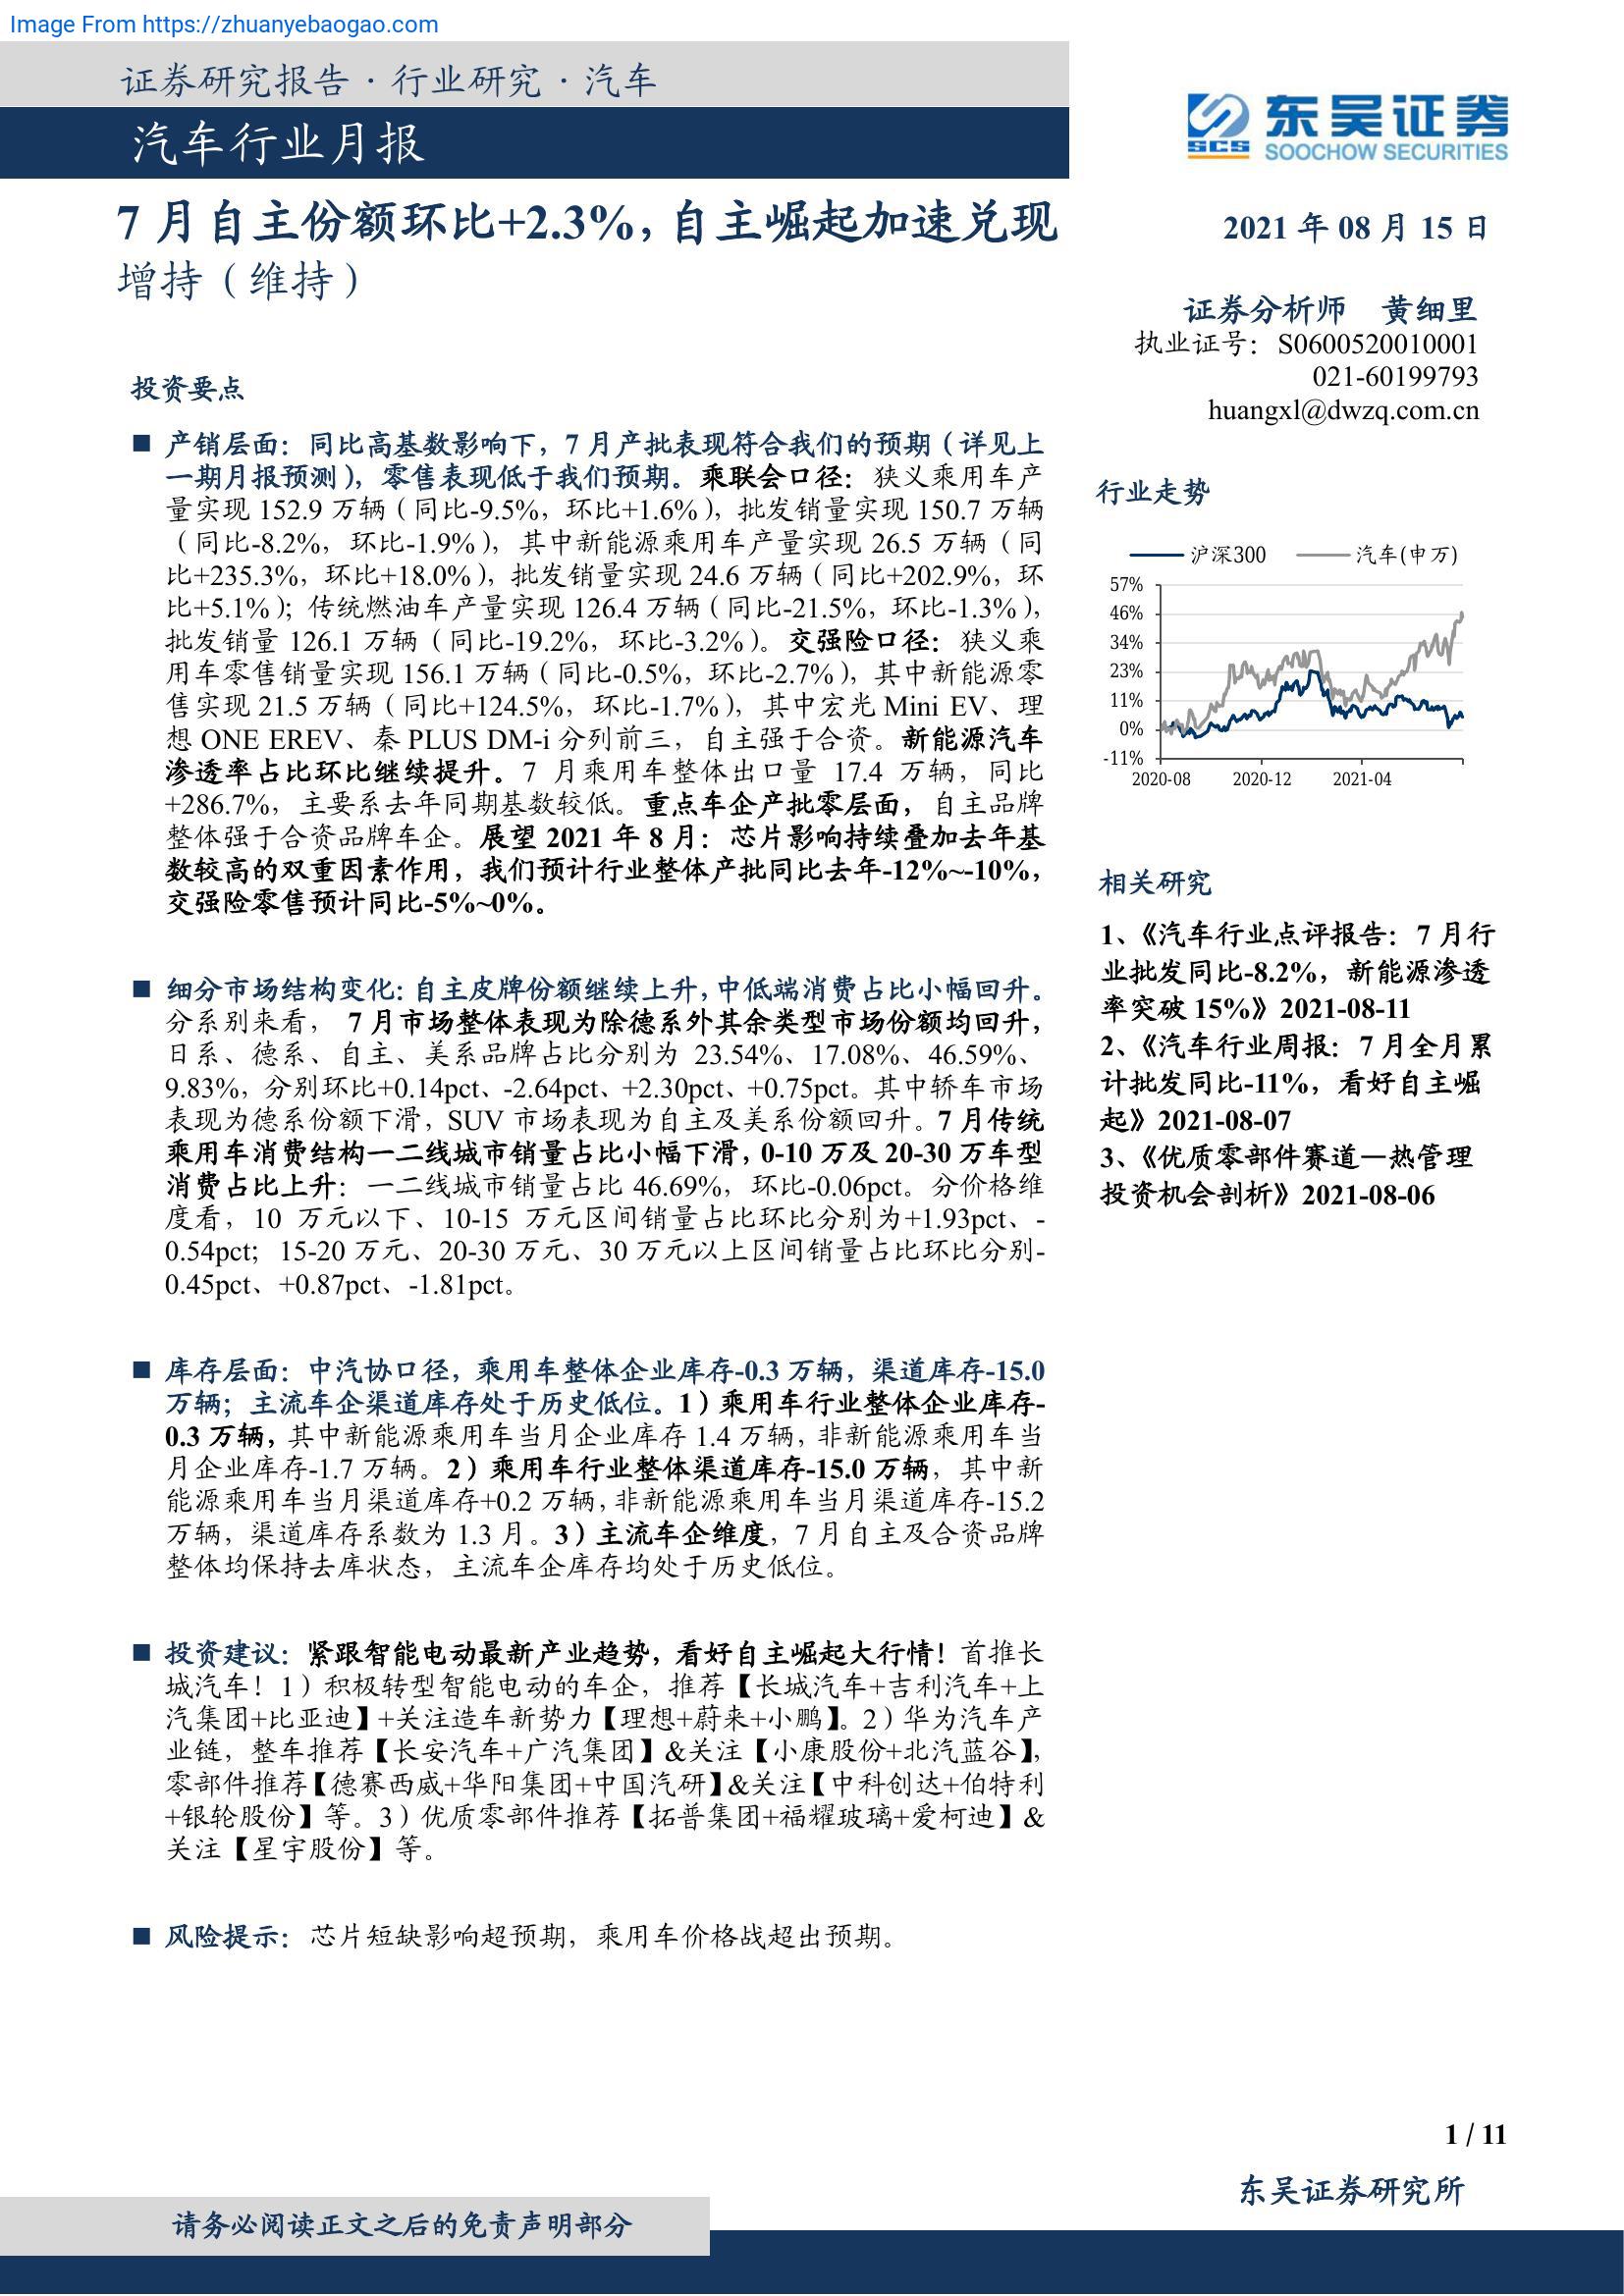 Image From https://zhuanyebaogao.com
证券研究报告·行业研究·汽车
汽车行业月报
东吴证券
SCS
SOOCHOW SECURITIES
7 月自主份额环比+2.3%，自主崛起加速兑现
增持（维持）
2021 年 08 月 15 日
证券分析师 黄细里
执业证号：S0600520010001
021-60199793
huangxl@dwzq.com.cn
投资要点
■ 产销层面：同比高基数影响下，7 月产批表现符合我们的预期（详见上
一期月报预测），零售表现低于我们预期。乘联会口径：狭义乘用车产
量实现 152.9 万辆（同比-9.5%，环比+1.6%），批发销量实现 150.7 万辆
（同比-8.2%，环比-1.9%），其中新能源乘用车产量实现 26.5 万辆（同
比+235.3%，环比+18.0%），批发销量实现 24.6 万辆（同比+202.9%，环
比+5.1%）；传统燃油车产量实现 126.4 万辆（同比-21.5%，环比-1.3%），
批发销量 126.1 万辆（同比-19.2%，环比-3.2%）。交强险口径：狭义乘
用车零售销量实现 156.1 万辆（同比-0.5%，环比-2.7%），其中新能源零
售实现 21.5 万辆（同比+124.5%，环比-1.7%），其中宏光 Mini EV、理
想 ONE EREV、秦 PLUS DM-i 分列前三，自主强于合资。新能源汽车
渗透率占比环比继续提升。7 月乘用车整体出口量 17.4 万辆，同比
+286.7%，主要系去年同期基数较低。重点车企产批零层面，自主品牌
整体强于合资品牌车企。展望 2021 年 8 月：芯片影响持续叠加去年基
数较高的双重因素作用，我们预计行业整体产批同比去年-12%~-10%，
交强险零售预计同比-5%~0%。
■ 细分市场结构变化：自主皮牌份额继续上升，中低端消费占比小幅回升。
分系别来看， 7 月市场整体表现为除德系外其余类型市场份额均回升，
日系、德系、自主、美系品牌占比分别为 23.54%、17.08%、46.59%、
9.83%，分别环比+0.14pct、-2.64pct、+2.30pct、+0.75pct。其中轿车市场
表现为德系份额下滑，SUV 市场表现为自主及美系份额回升。7 月传统
乘用车消费结构一二线城市销量占比小幅下滑，0-10 万及 20-30 万车型
消费占比上升：一二线城市销量占比 46.69%，环比-0.06pct。分价格维
度看，10 万元以下、10-15 万元区间销量占比环比分别为+1.93pct、-
0.54pct；15-20 万元、20-30 万元、30 万元以上区间销量占比环比分别-
0.45pct、+0.87pct、-1.81pct。
■ 库存层面：中汽协口径，乘用车整体企业库存-0.3 万辆，渠道库存-15.0
万辆；主流车企渠道库存处于历史低位。1）乘用车行业整体企业库存-
0.3 万辆，其中新能源乘用车当月企业库存 1.4 万辆，非新能源乘用车当
月企业库存-1.7 万辆。2）乘用车行业整体渠道库存-15.0 万辆，其中新
能源乘用车当月渠道库存+0.2 万辆，非新能源乘用车当月渠道库存-15.2
万辆，渠道库存系数为 1.3 月。3）主流车企维度，7 月自主及合资品牌
整体均保持去库状态，主流车企库存均处于历史低位。
■ 投资建议：紧跟智能电动最新产业趋势，看好自主崛起大行情！首推长
城汽车！1）积极转型智能电动的车企，推荐【长城汽车+吉利汽车+上
汽集团+比亚迪】+关注造车新势力【理想+蔚来+小鹏】。2）华为汽车产
业链，整车推荐【长安汽车+广汽集团】&关注【小康股份+北汽蓝谷】，
零部件推荐【德赛西威+华阳集团+中国汽研】&关注【中科创达+伯特利
+银轮股份】等。3）优质零部件推荐【拓普集团+福耀玻璃+爱柯迪】&
关注【星宇股份】等。
■ 风险提示：芯片短缺影响超预期，乘用车价格战超出预期。
行业走势
沪深300 汽车(申万)
57%
46%
34%
23%
11%
0%
-11%
2020-08 2020-12 2021-04
相关研究
1、《汽车行业点评报告：7 月行
业批发同比-8.2%，新能源渗透
率突破 15%》2021-08-11
2、《汽车行业周报：7 月全月累
计批发同比-11%，看好自主崛
起》2021-08-07
3、《优质零部件赛道—热管理
投资机会剖析》2021-08-06
1 / 11
东吴证券研究所
请务必阅读正文之后的免责声明部分